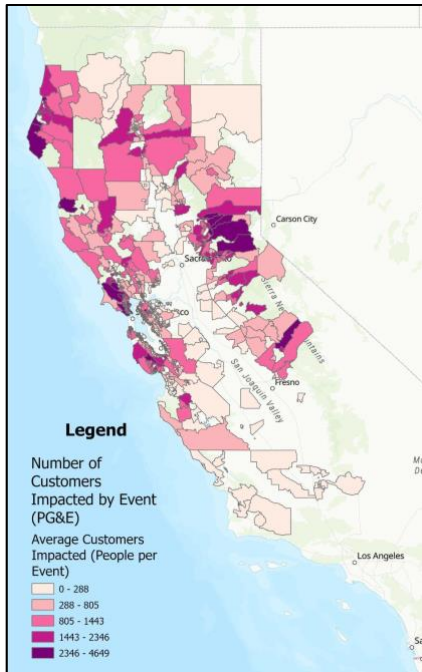 Carson City
Sacramento
Sierra Nevada Mountains
San Joaquin Valley
Fresno
Los Angeles
Legend
Number of
Customers
Impacted by Event
(PG&E)
Average Customers
Impacted (People per
Event)
0 - 288
288 - 805
805 - 1443
1443 - 2346
2346 - 4649